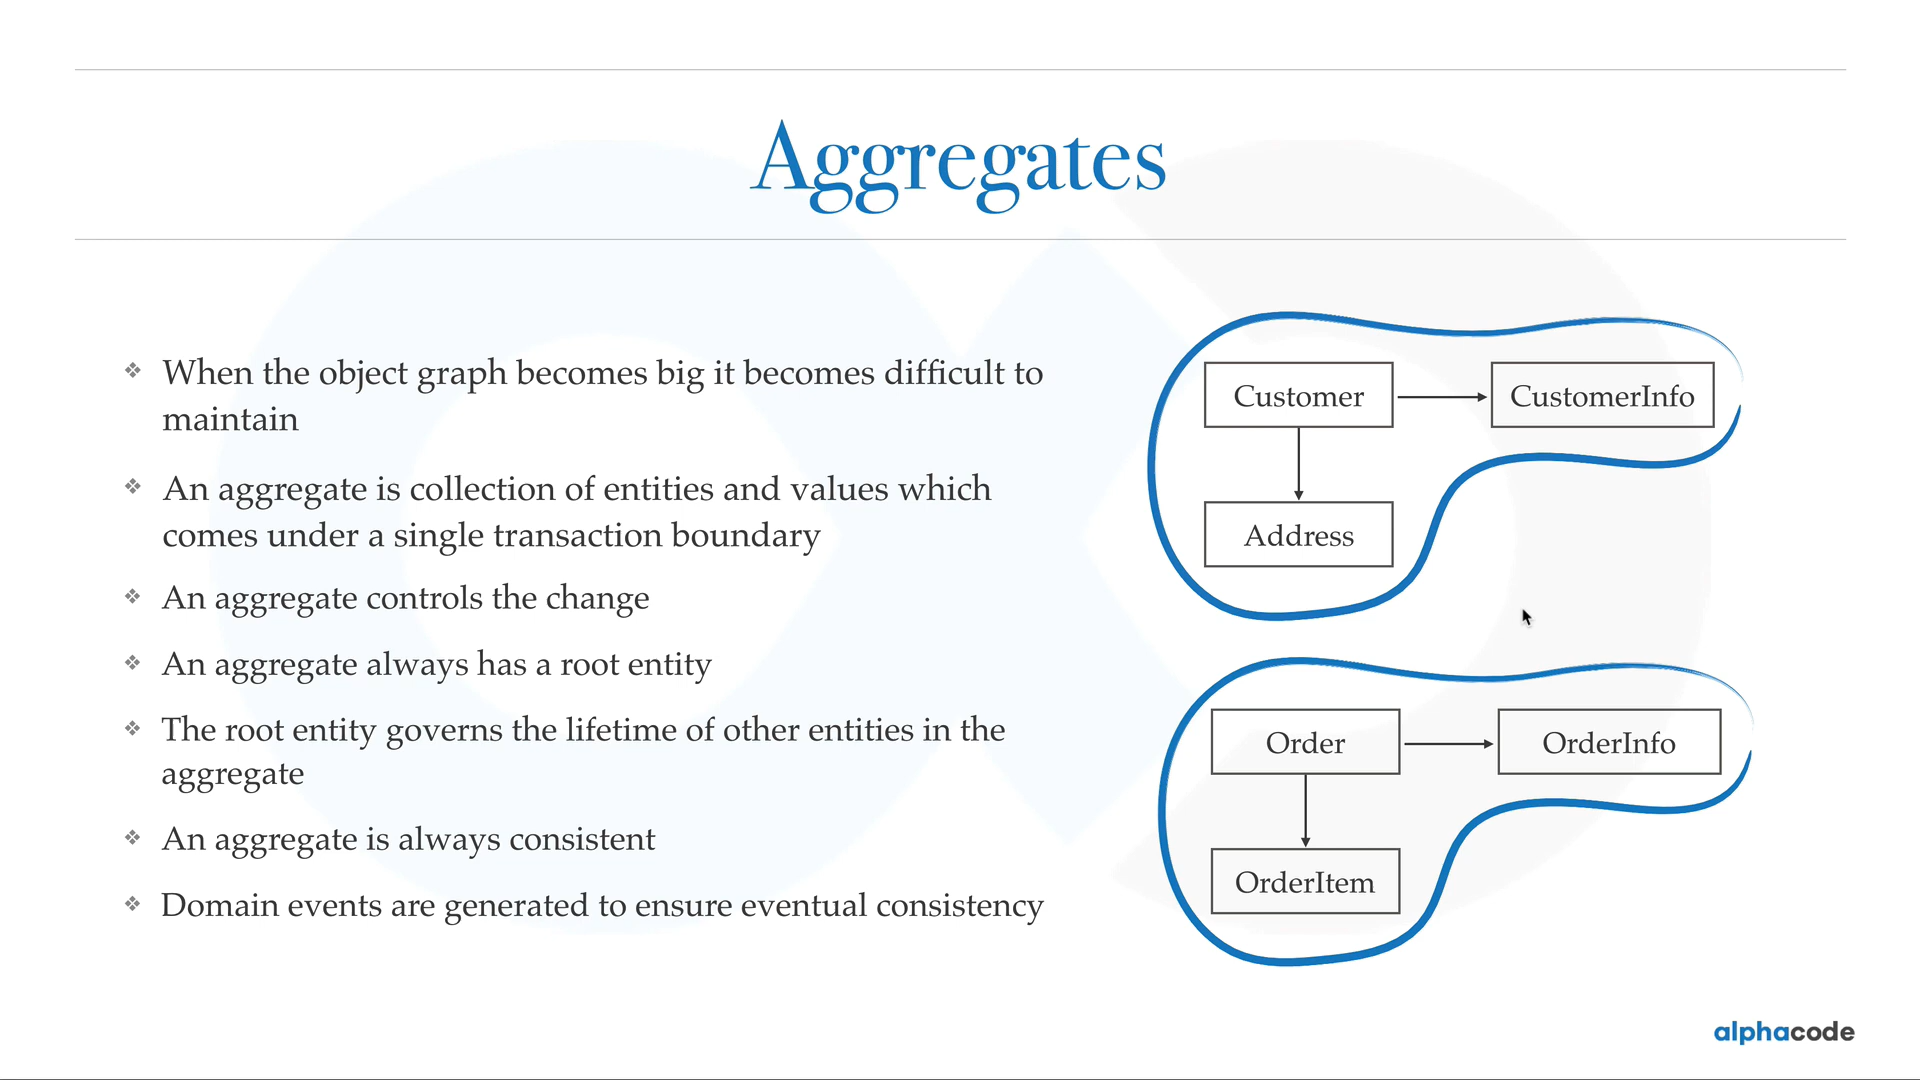 Aggregates
When the object graph becomes big it becomes difficult to
maintain
An aggregate is collection of entities and values which
comes under a single transaction boundary
An aggregate controls the change
An aggregate always has a root entity
The root entity governs the lifetime of other entities in the
aggregate
An aggregate is always consistent
Domain events are generated to ensure eventual consistency
Customer
CustomerInfo
Address
Order
OrderInfo
OrderItem
alphacode